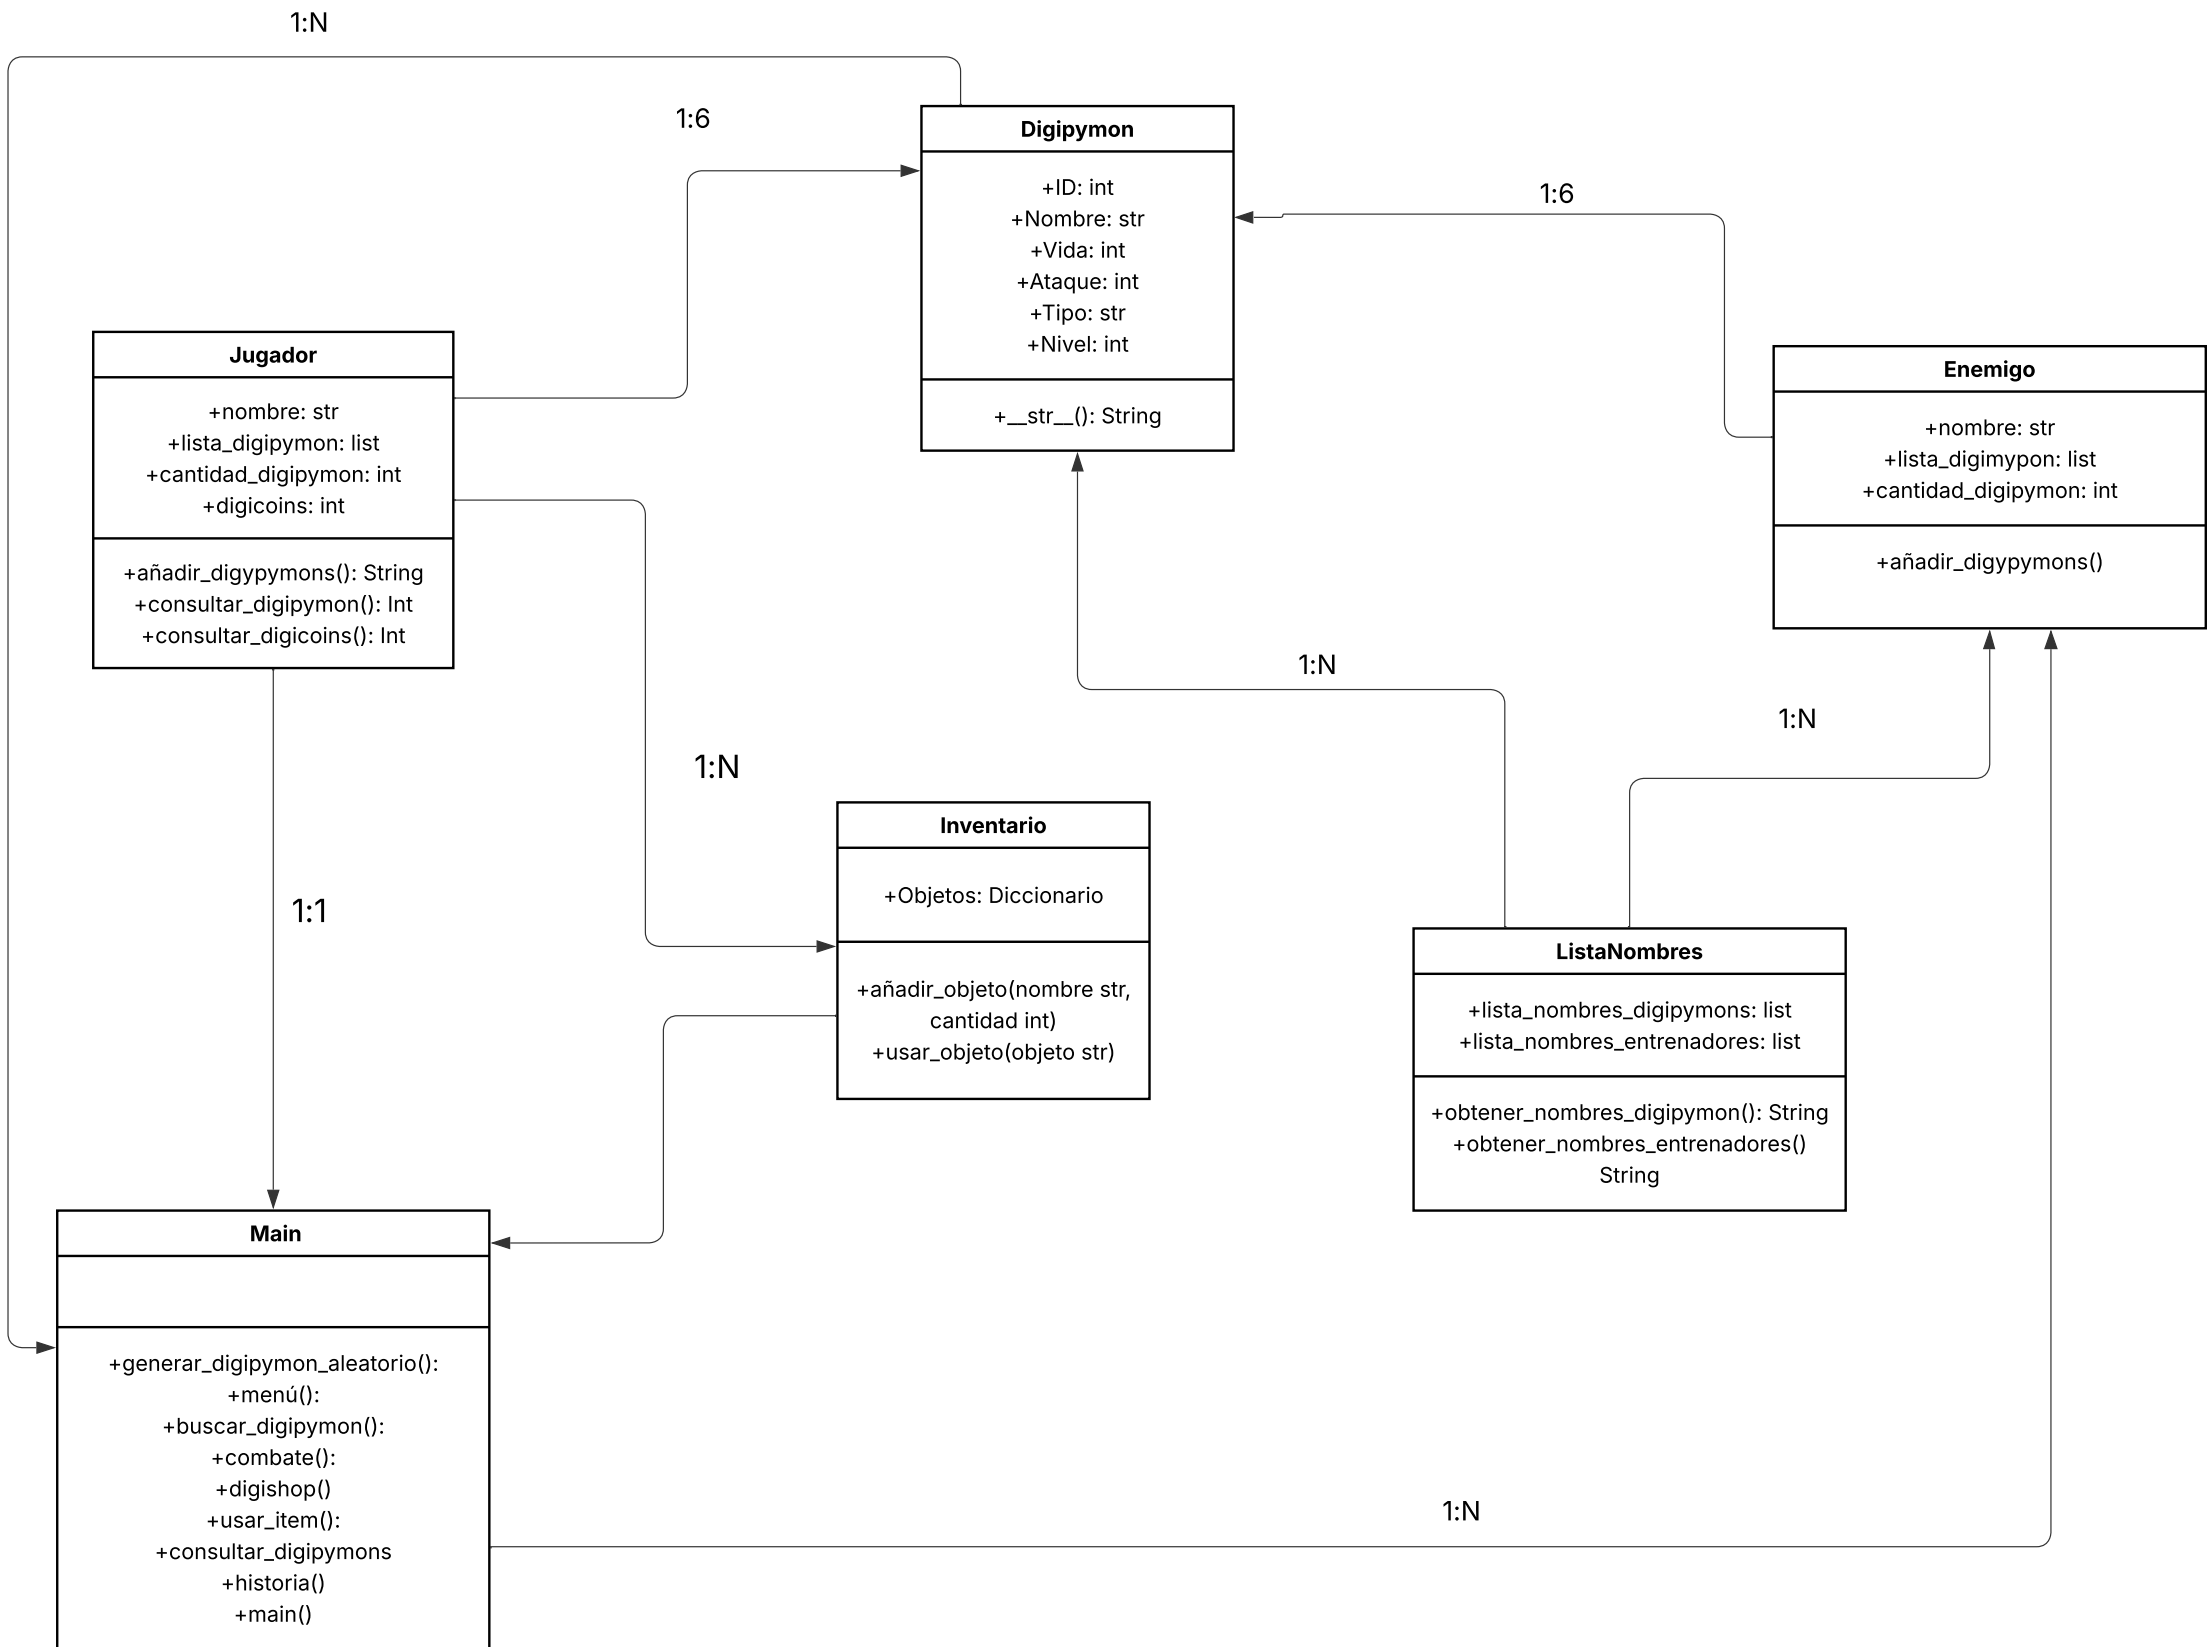 1:N
1:6
Digipymon
+ID: int
+Nombre: str
+Vida: int
+Ataque: int
+Tipo: str
+Nivel: int
+__str__(): String
1:6
Jugador
+nombre: str
+lista_digipymon: list
+cantidad_digipymon: int
+digicoins: int
+añadir_digypymons(): String
+consultar_digipymon(): Int
+consultar_digicoins(): Int
Enemigo
+nombre: str
+lista_digimypon: list
+cantidad_digipymon: int
+añadir_digypymons()
1:N
1:N
1:N
1:1
Inventario
+Objetos: Diccionario
+añadir_objeto(nombre str,
cantidad int)
+usar_objeto(objeto str)
ListaNombres
+lista_nombres_digipymons: list
+lista_nombres_entrenadores: list
+obtener_nombres_digipymon(): String
+obtener_nombres_entrenadores()
String
Main
+generar_digipymon_aleatorio():
+menú():
+buscar_digipymon():
+combate():
+digishop()
+usar_item():
+consultar_digipymons
+historia()
+main()
1:N